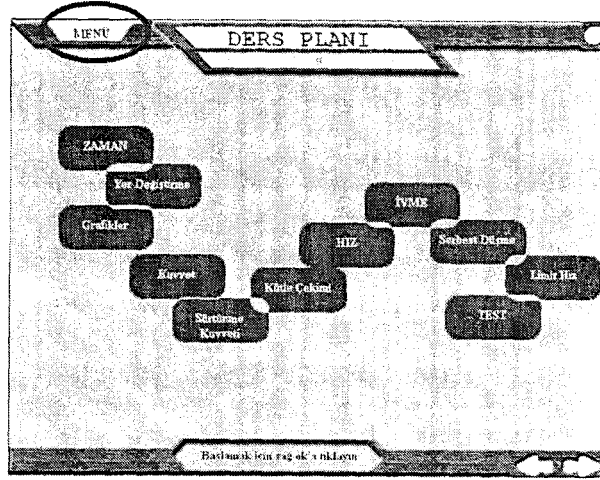 MENÜ
DERS PLANI
ZAMAN
Yer Değiştirme
Grafikler
Kuvvet
Sürtünme
Kuvveti
Kütle Çekimi
HIZ
İVME
Serbest Düşme
Limit Hız
TEST
Başlamak için sağ ok'a tıklayın